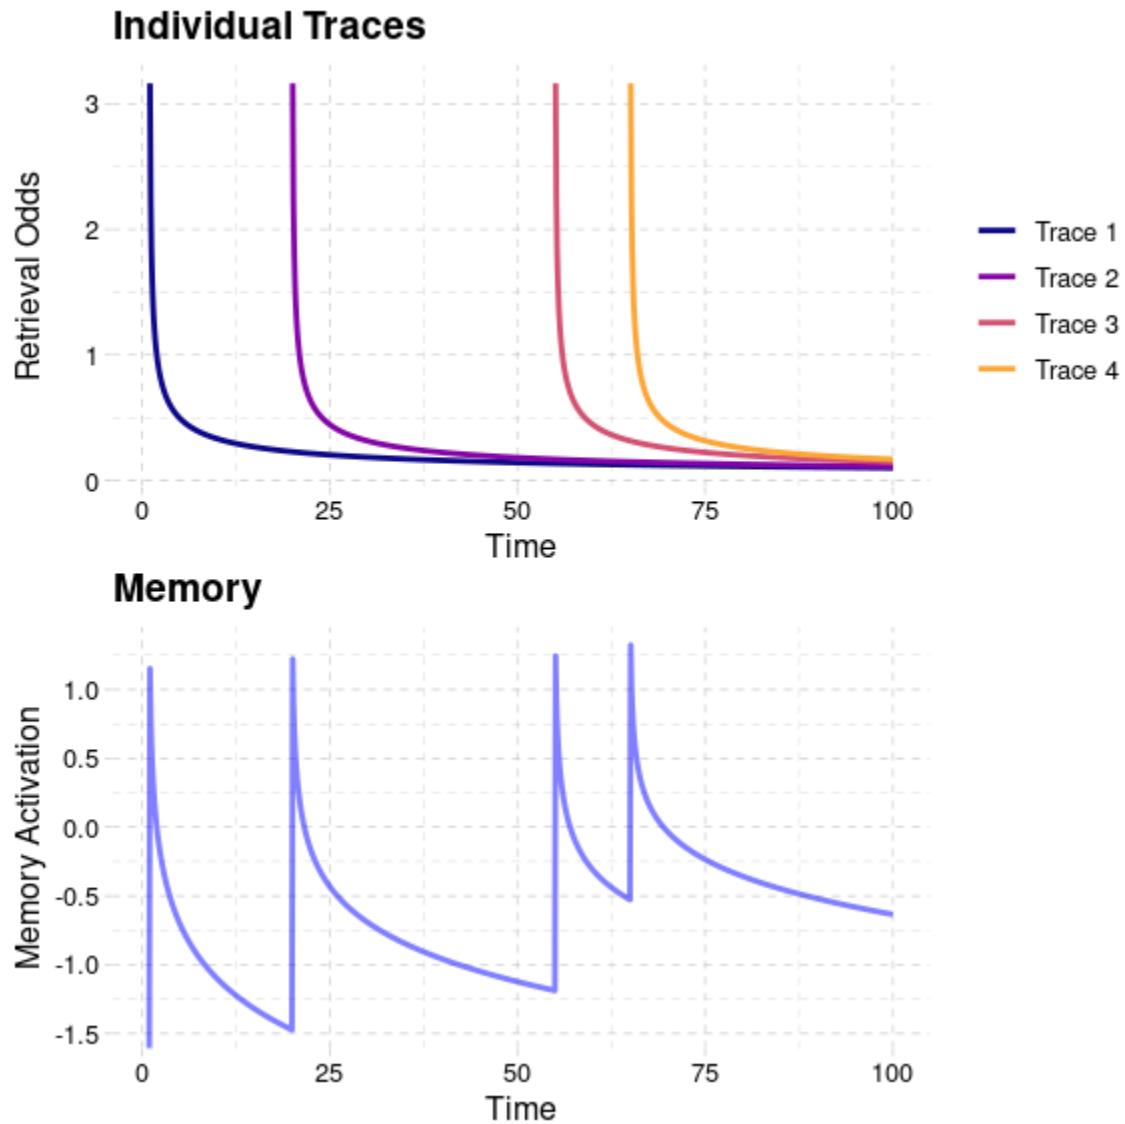 Individual Traces
Retrieval Odds
3
2
1
0
0 25 50 75 100
Time
Trace 1
Trace 2
Trace 3
Trace 4
Memory
Memory Activation
1.0
0.5
0.0
-0.5
-1.0
-1.5
0 25 50 75 100
Time